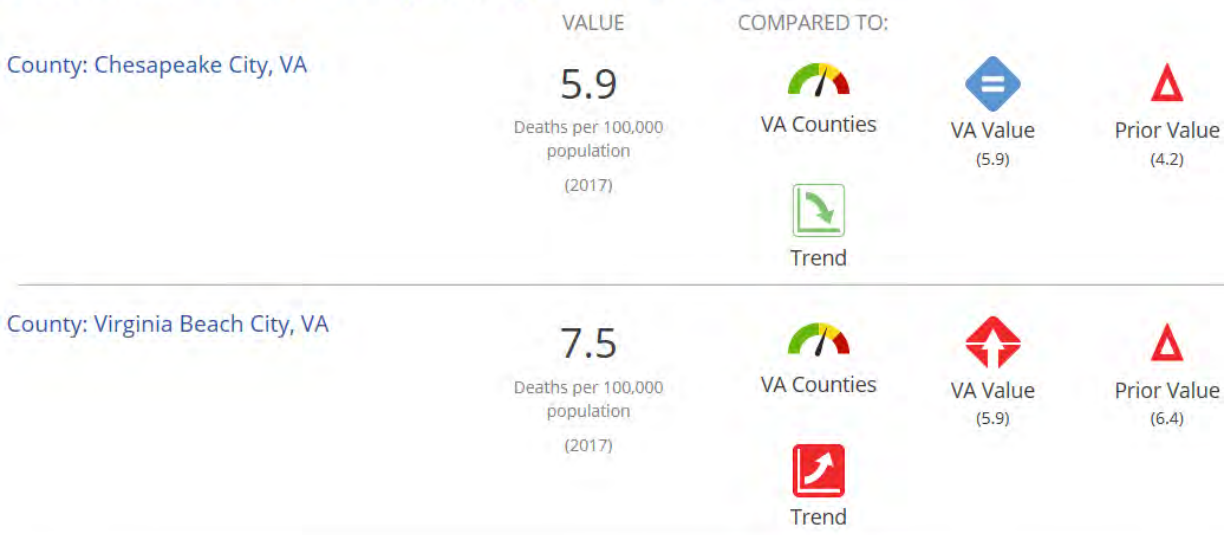 VALUE
COMPARED TO:
County: Chesapeake City, VA
5.9
Deaths per 100,000
population
(2017)
VA Counties
VA Value
(5.9)
Prior Value
(4.2)
Trend
County: Virginia Beach City, VA
7.5
Deaths per 100,000
population
(2017)
VA Counties
VA Value
(5.9)
Prior Value
(6.4)
Trend